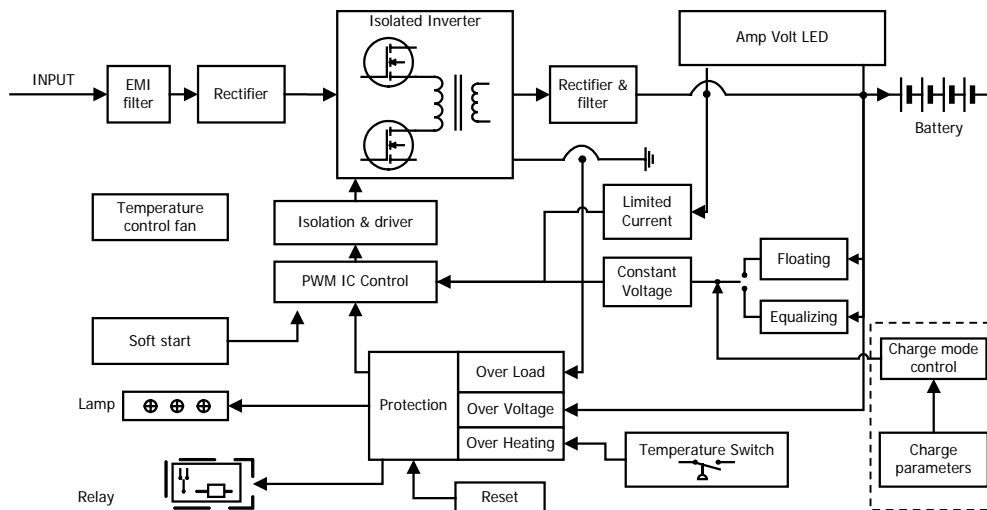 Isolated Inverter
Amp Volt LED
INPUT
EMI
filter
Rectifier
Rectifier &
filter
Battery
Temperature
control fan
Isolation & driver
Limited
Current
PWM IC Control
Constant
Voltage
Floating
Equalizing
Soft start
Charge mode
control
Protection
Over Load
Over Voltage
Over Heating
Lamp
Temperature Switch
Charge
parameters
Relay
Reset